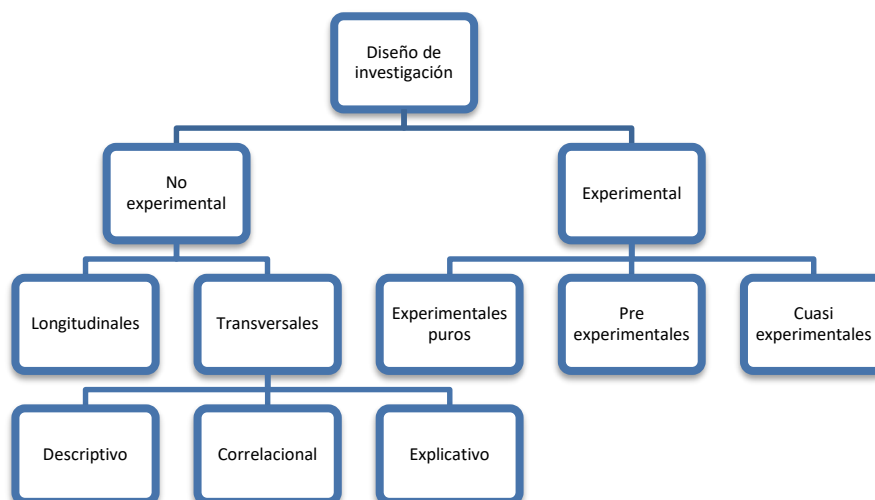 Diseño de
investigación
No
experimental
Experimental
Longitudinales
Transversales
Experimentales
puros
Pre
experimentales
Cuasi
experimentales
Descriptivo
Correlacional
Explicativo